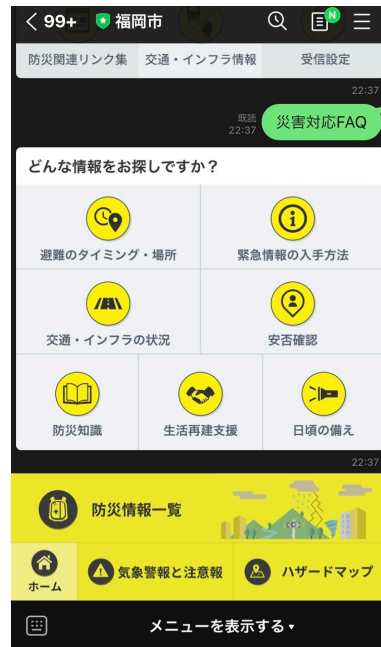 99+ 福岡市 N
防災関連リンク集 交通・インフラ情報 受信設定
22:37
既読
22:37
災害対応FAQ
どんな情報をお探しですか？
避難のタイミング・場所 緊急情報の入手方法
交通・インフラの状況 安否確認
防災知識 生活再建支援 日頃の備え
22:37
防災情報一覧
ホーム 気象警報と注意報 ハザードマップ
メニューを表示する▼